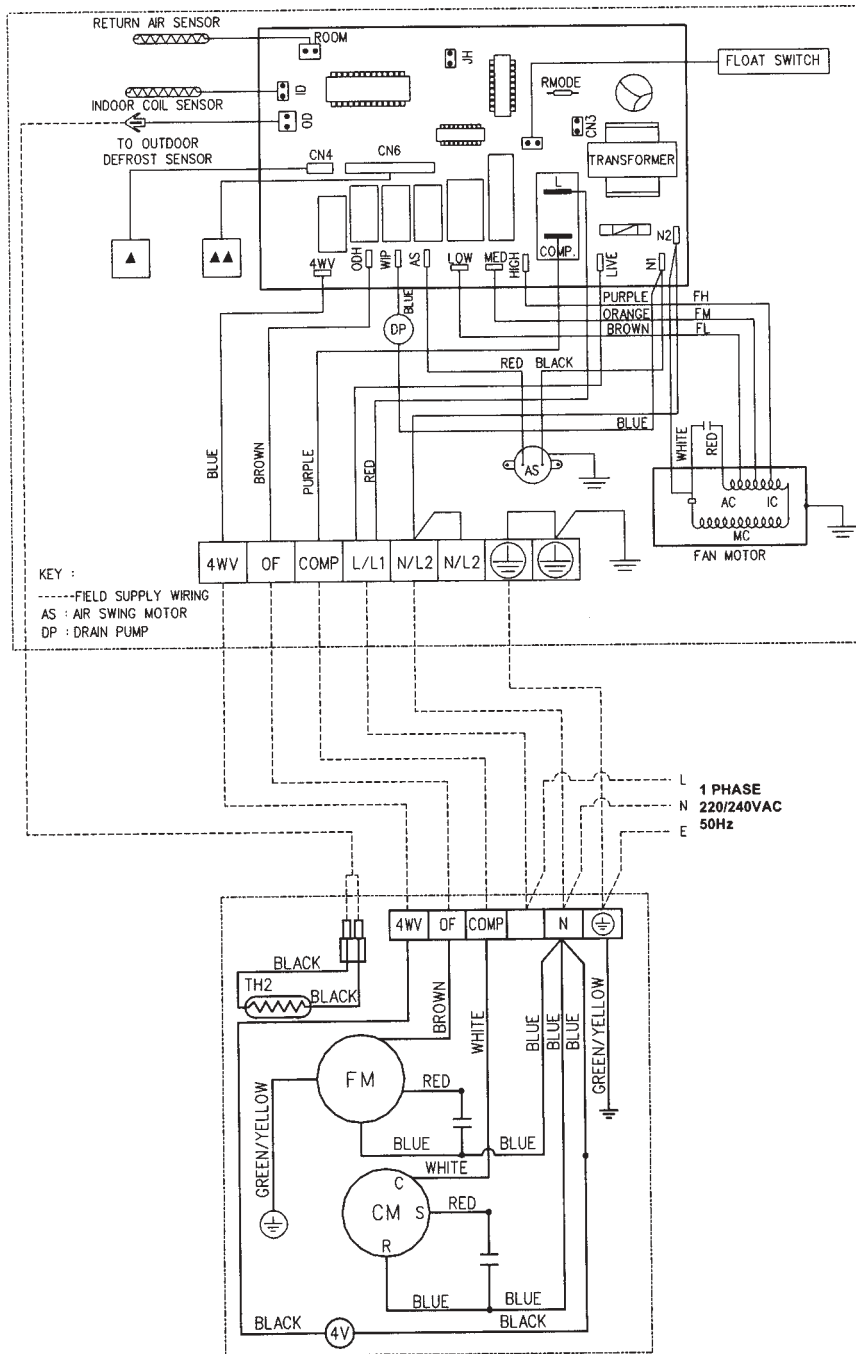 RETURN AIR SENSOR
ROOM
JH
FLOAT SWITCH
RMODE
INDOOR COIL SENSOR
ID
OD
CN3
TO OUTDOOR
DEFROST SENSOR
CN4
CN6
TRANSFORMER
L
COMP.
N2
4WV
ODH
WIP
AS
LOW
MED
HIGH
LIVE
N1
BLUE
PURPLE FH
ORANGE FM
BROWN FL
DP
RED
BLACK
BLUE
BLUE
BROWN
PURPLE
RED
AS
WHITE
RED
AC
IC
MC
FAN MOTOR
4WV
OF
COMP
L/L1
N/L2
N/L2
KEY :
------FIELD SUPPLY WIRING
AS : AIR SWING MOTOR
DP : DRAIN PUMP
L
N
E
1 PHASE
220/240VAC
50Hz
4WV
OF
COMP
N
BLACK
TH2
BLACK
BROWN
WHITE
BLUE
BLUE
BLUE
GREEN/YELLOW
FM
RED
GREEN/YELLOW
BLUE
BLUE
WHITE
C
CM
S
RED
R
BLUE
BLUE
BLACK
4V
BLACK